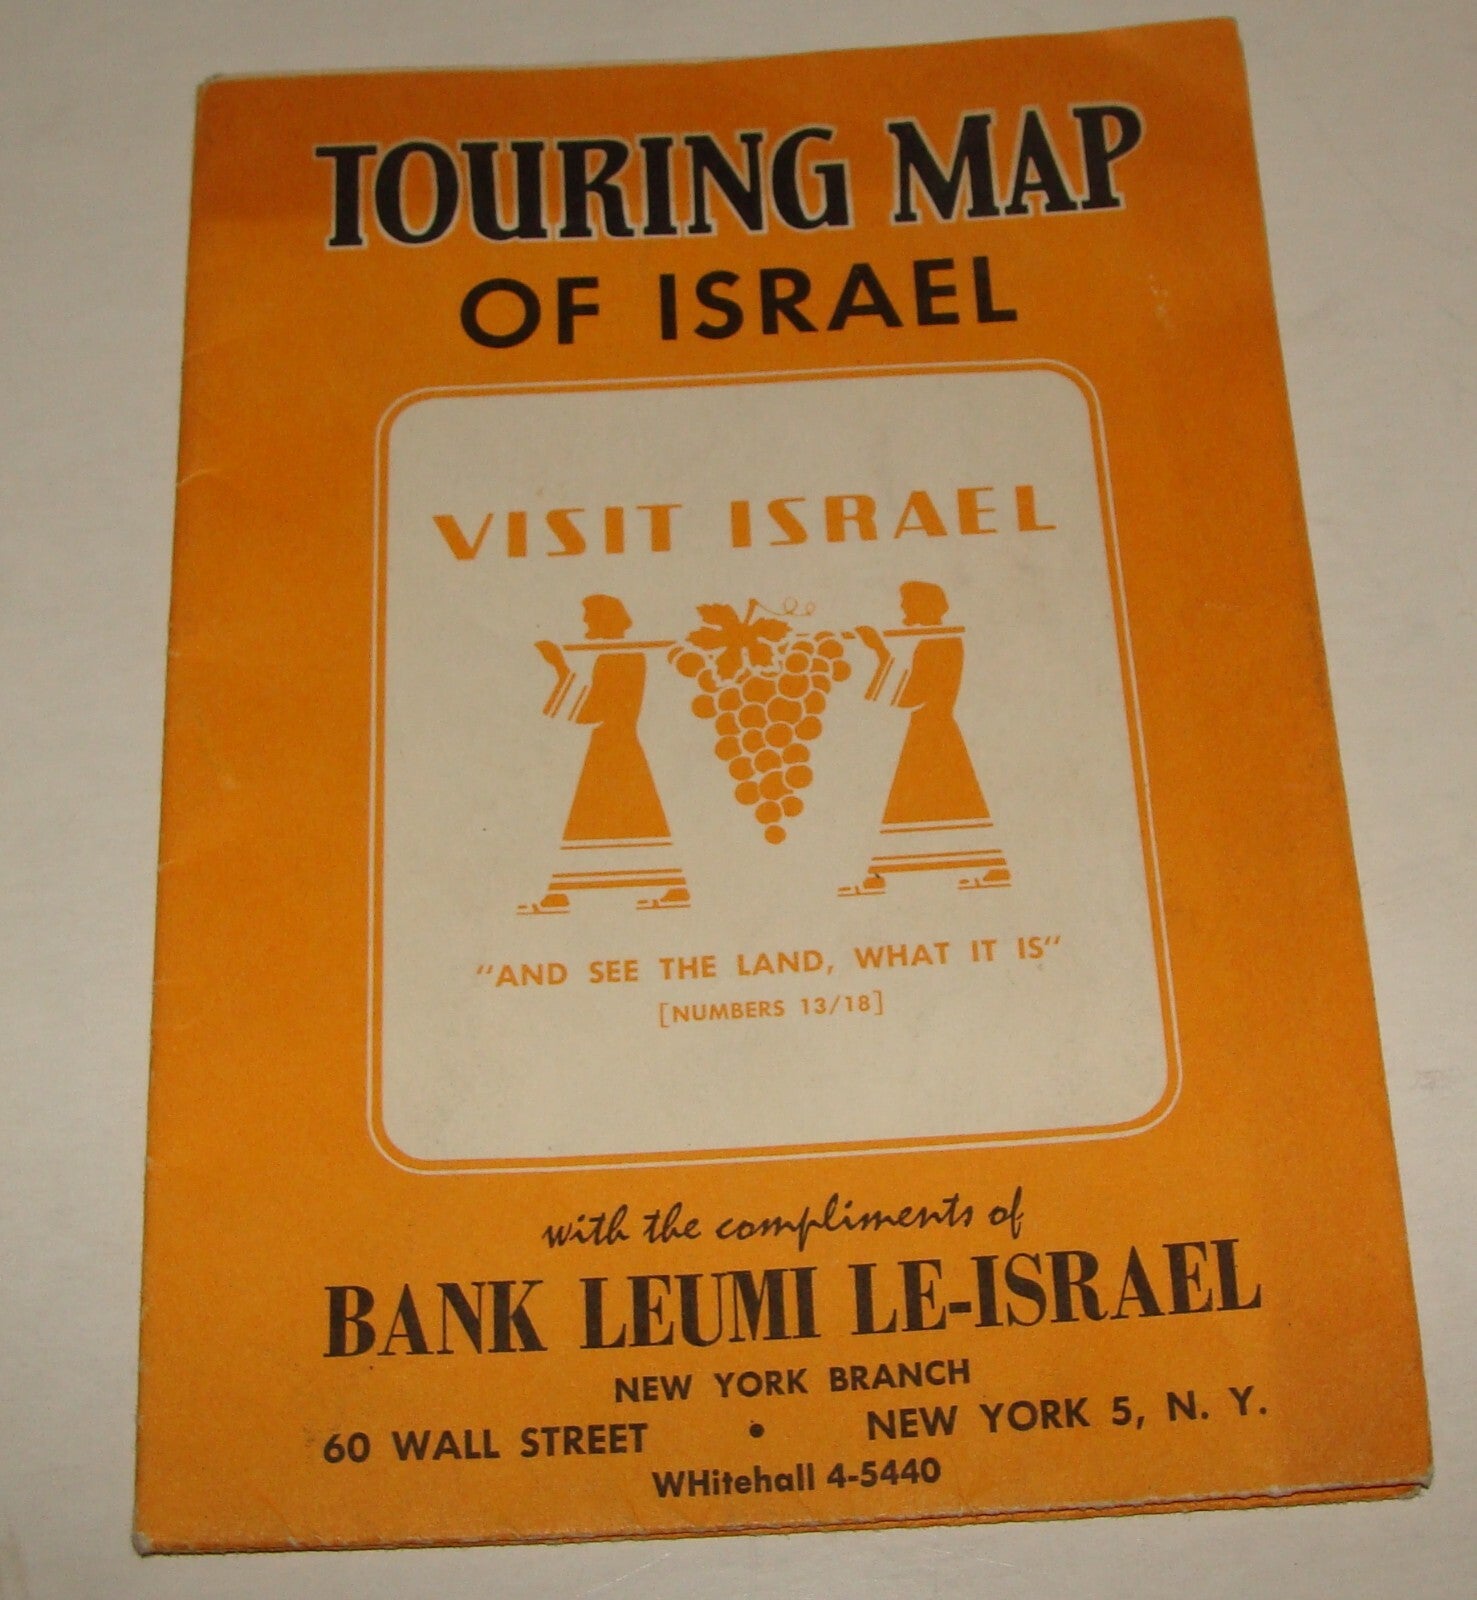 TOURING MAP
OF ISRAEL
VISIT ISRAEL
"AND SEE THE LAND, WHAT IT IS"
[NUMBERS 13/18]
with the compliments of
BANK LEUMI LE-ISRAEL
NEW YORK BRANCH
60 WALL STREET • NEW YORK 5, N. Y.
WHitehall 4-5440